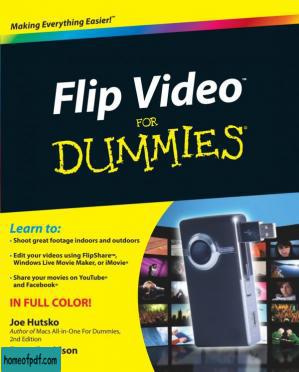 Making Everything Easier!™
Flip Video™
FOR
DUMMIES®
Learn to:
• Shoot great footage indoors and outdoors
• Edit your videos using FlipShare™,
Windows Live Movie Maker, or iMovie®
• Share your movies on YouTube®
and Facebook®
IN FULL COLOR!
Joe Hutsko
Author of Macs All-in-One For Dummies,
2nd Edition
homeofpdf.com